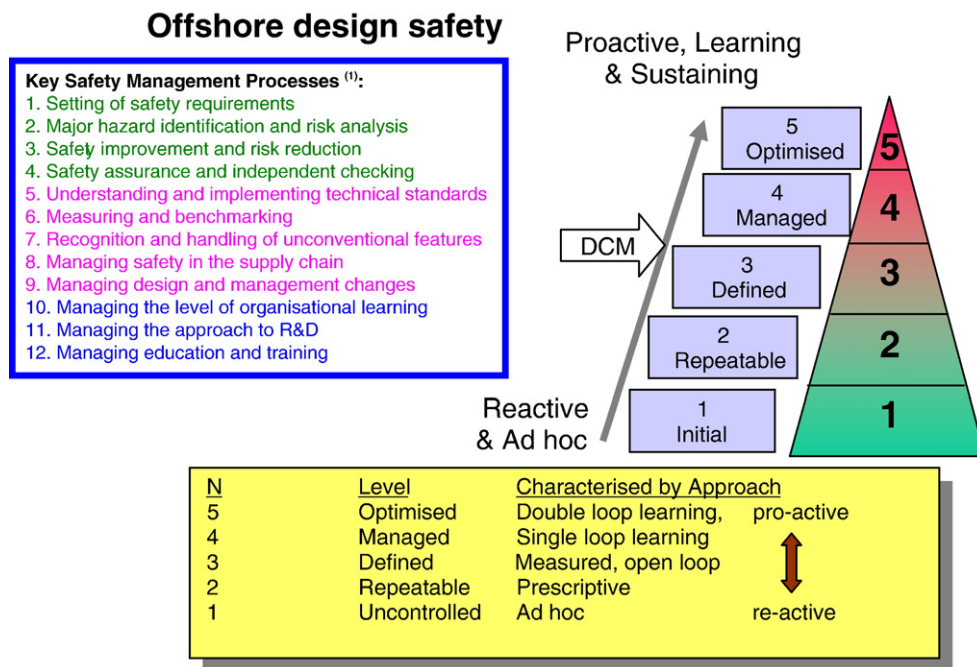 Offshore design safety
Key Safety Management Processes (1):
1. Setting of safety requirements
2. Major hazard identification and risk analysis
3. Safety improvement and risk reduction
4. Safety assurance and independent checking
5. Understanding and implementing technical standards
6. Measuring and benchmarking
7. Recognition and handling of unconventional features
8. Managing safety in the supply chain
9. Managing design and management changes
10. Managing the level of organisational learning
11. Managing the approach to R&D
12. Managing education and training
Proactive, Learning
& Sustaining
5
Optimised
4
Managed
DCM
3
Defined
2
Repeatable
1
Initial
Reactive
& Ad hoc
5
4
3
2
1
N Level Characterised by Approach
5 Optimised Double loop learning, pro-active
4 Managed Single loop learning
3 Defined Measured, open loop
2 Repeatable Prescriptive
1 Uncontrolled Ad hoc re-active